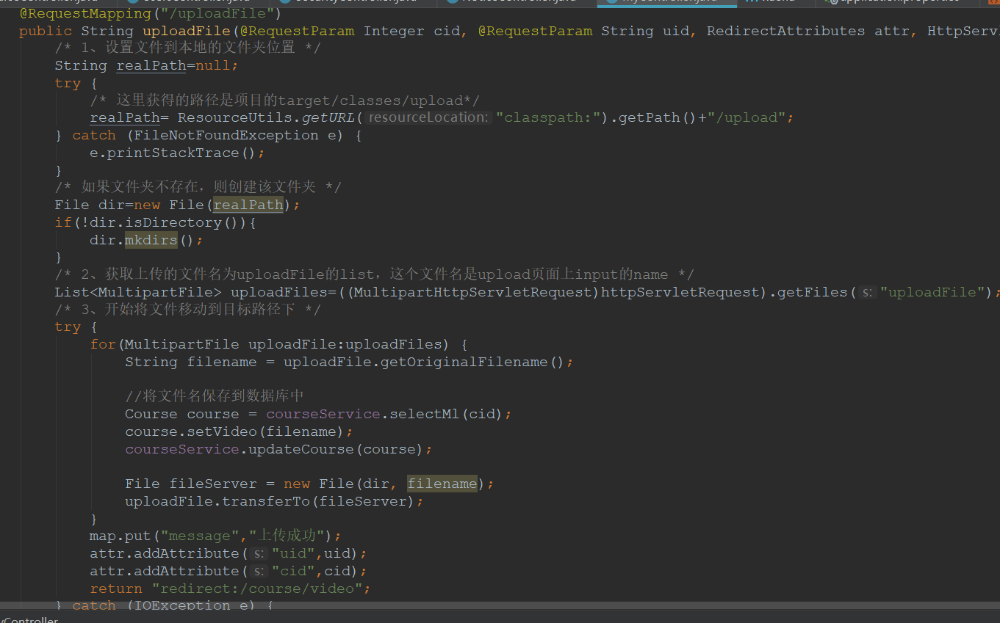 application.properties
@RequestMapping("/uploadFile")
public String uploadFile(@RequestParam Integer cid, @RequestParam String uid, RedirectAttributes attr, HttpServl
/* 1、设置文件到本地的文件夹位置 */
String realPath=null;
try {
/* 这里获得的路径是项目的target/classes/upload*/
realPath= ResourceUtils.getURL( resourceLocation: "classpath:").getPath()+"/upload";
} catch (FileNotFoundException e) {
e.printStackTrace();
}
/* 如果文件夹不存在，则创建该文件夹 */
File dir=new File(realPath);
if(!dir.isDirectory()){
dir.mkdirs();
}
/* 2、获取上传的文件名为uploadFile的list，这个文件名是upload页面上input的name */
List<MultipartFile> uploadFiles=((MultipartHttpServletRequest)httpServletRequest).getFiles( s: "uploadFile");
/* 3、开始将文件移动到目标路径下 */
try {
for(MultipartFile uploadFile:uploadFiles) {
String filename = uploadFile.getOriginalFilename();
//将文件名保存到数据库中
Course course = courseService.selectMl(cid);
course.setVideo(filename);
courseService.updateCourse(course);
File fileServer = new File(dir, filename);
uploadFile.transferTo(fileServer);
}
map.put("message","上传成功");
attr.addAttribute( s: "uid",uid);
attr.addAttribute( s: "cid",cid);
return "redirect:/course/video";
} catch (IOException e) {
yController